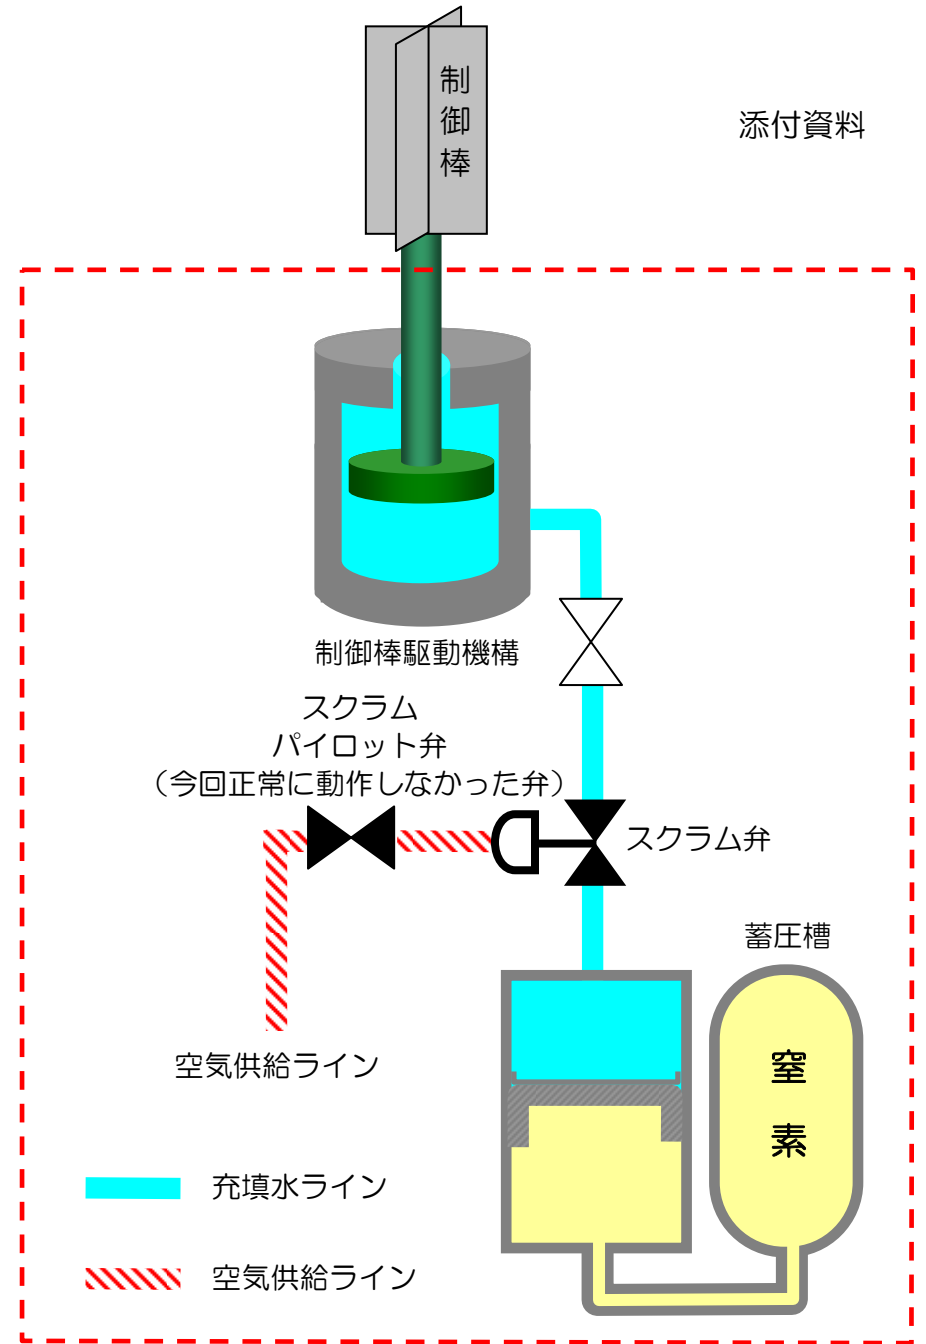 制御棒
添付資料
制御棒駆動機構
スクラム
パイロット弁
（今回正常に動作しなかった弁）
スクラム弁
蓄圧槽
窒素
空気供給ライン
充填水ライン
空気供給ライン